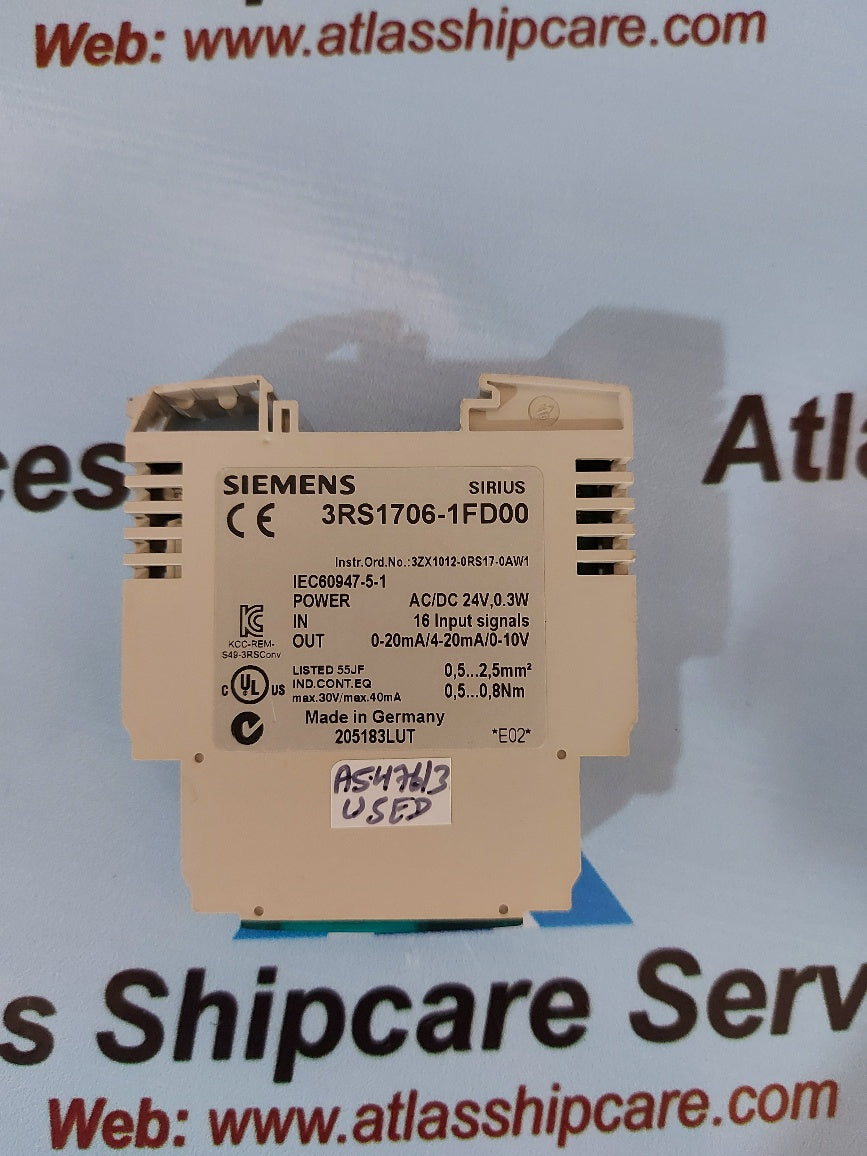 Web: www.atlasshipcare.com
SIEMENS SIRIUS
CE 3RS1706-1FD00
Instr.Ord.No.:3ZX1012-0RS17-0AW1
IEC60947-5-1
POWER AC/DC 24V,0.3W
IN 16 Input signals
OUT 0-20mA/4-20mA/0-10V
KCC-REM-
S49-3RSConv
LISTED 55JF 0,5...2,5mm²
C UL US IND.CONT.EQ 0,5...0,8Nm
max.30V/max.40mA
Made in Germany
205183LUT *E02*
AS47613
USED
s Shipcare Serv
Web: www.atlasshipcare.com